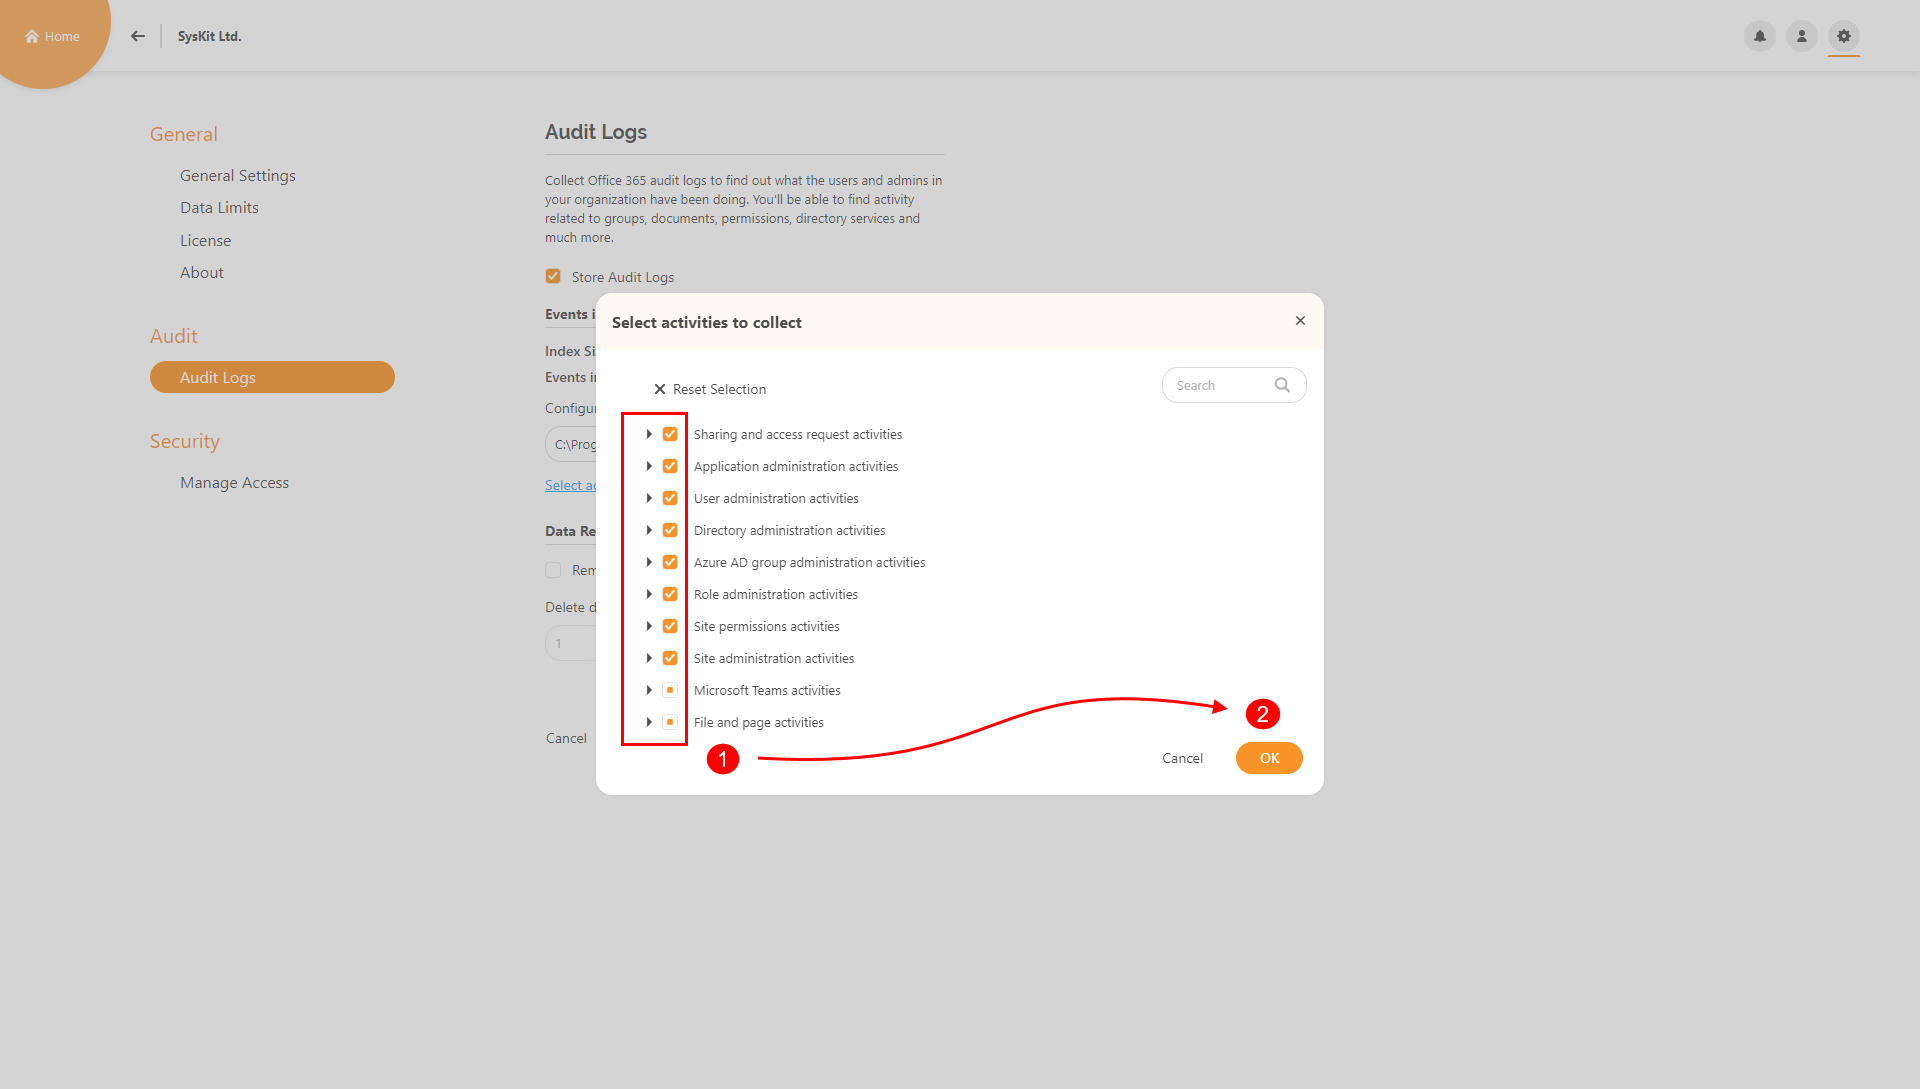 Home
SysKit Ltd.
General
General Settings
Data Limits
License
About
Audit
Audit Logs
Security
Manage Access
Audit Logs
Collect Office 365 audit logs to find out what the users and admins in
your organization have been doing. You'll be able to find activity
related to groups, documents, permissions, directory services and
much more.
Store Audit Logs
Events i
Index Si
Events i
Configu
C:\Prog
Select a
Data Re
Rem
Delete d
1
Cancel
Select activities to collect
Reset Selection
Search
Sharing and access request activities
Application administration activities
User administration activities
Directory administration activities
Azure AD group administration activities
Role administration activities
Site permissions activities
Site administration activities
Microsoft Teams activities
File and page activities
1
2
Cancel
OK